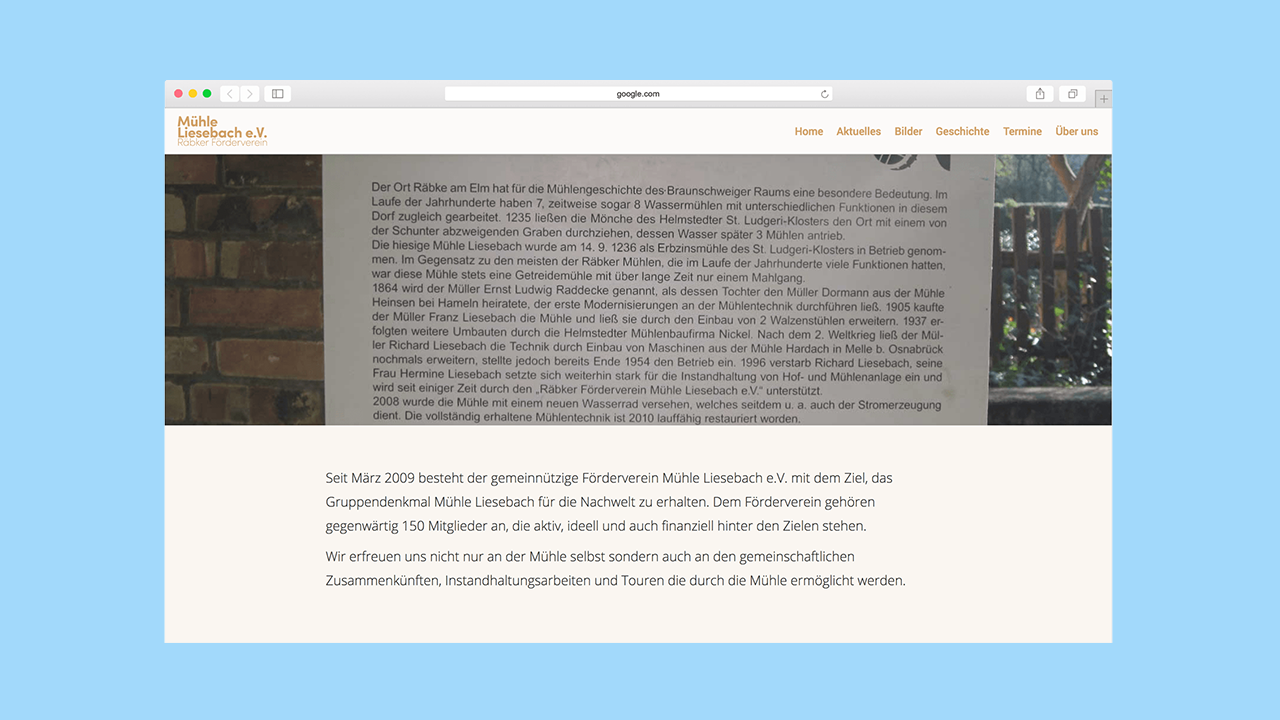 google.com
Mühle
Liesebach e.V.
Räbker Förderverein
Home Aktuelles Bilder Geschichte Termine Über uns
Der Ort Räbke am Elm hat für die Mühlengeschichte des Braunschweiger Raums eine besondere Bedeutung. Im
Laufe der Jahrhunderte haben 7, zeitweise sogar 8 Wassermühlen mit unterschiedlichen Funktionen in diesem
Dorf zugleich gearbeitet. 1235 ließen die Mönche des Helmstedter St. Ludgeri-Klosters den Ort mit einem von
der Schunter abzweigenden Graben durchziehen, dessen Wasser später 3 Mühlen antrieb.
Die hiesige Mühle Liesebach wurde am 14. 9. 1236 als Erbzinsmühle des St. Ludgeri-Klosters in Betrieb genom-
men. Im Gegensatz zu den meisten der Räbker Mühlen, die im Laufe der Jahrhunderte viele Funktionen hatten,
war diese Mühle stets eine Getreidemühle mit über lange Zeit nur einem Mahlgang.
1864 wird der Müller Ernst Ludwig Raddecke genannt, als dessen Tochter den Müller Dormann aus der Mühle
Heinsen bei Hameln heiratete, der erste Modernisierungen an der Mühlentechnik durchführen ließ. 1905 kaufte
der Müller Franz Liesebach die Mühle und ließ sie durch den Einbau von 2 Walzenstühlen erweitern. 1937 er-
folgten weitere Umbauten durch die Helmstedter Mühlenbaufirma Nickel. Nach dem 2. Weltkrieg ließ der Mül-
ler Richard Liesebach die Technik durch Einbau von Maschinen aus der Mühle Hardach in Melle b. Osnabrück
nochmals erweitern, stellte jedoch bereits Ende 1954 den Betrieb ein. 1996 verstarb Richard Liesebach, seine
Frau Hermine Liesebach setzte sich weiterhin stark für die Instandhaltung von Hof- und Mühlenanlage ein und
wird seit einiger Zeit durch den „Räbker Förderverein Mühle Liesebach e.V.“ unterstützt.
2008 wurde die Mühle mit einem neuen Wasserrad versehen, welches seitdem u. a. auch der Stromerzeugung
dient. Die vollständig erhaltene Mühlentechnik ist 2010 lauffähig restauriert worden.
Seit März 2009 besteht der gemeinnützige Förderverein Mühle Liesebach e.V. mit dem Ziel, das
Gruppendenkmal Mühle Liesebach für die Nachwelt zu erhalten. Dem Förderverein gehören
gegenwärtig 150 Mitglieder an, die aktiv, ideell und auch finanziell hinter den Zielen stehen.
Wir erfreuen uns nicht nur an der Mühle selbst sondern auch an den gemeinschaftlichen
Zusammenkünften, Instandhaltungsarbeiten und Touren die durch die Mühle ermöglicht werden.